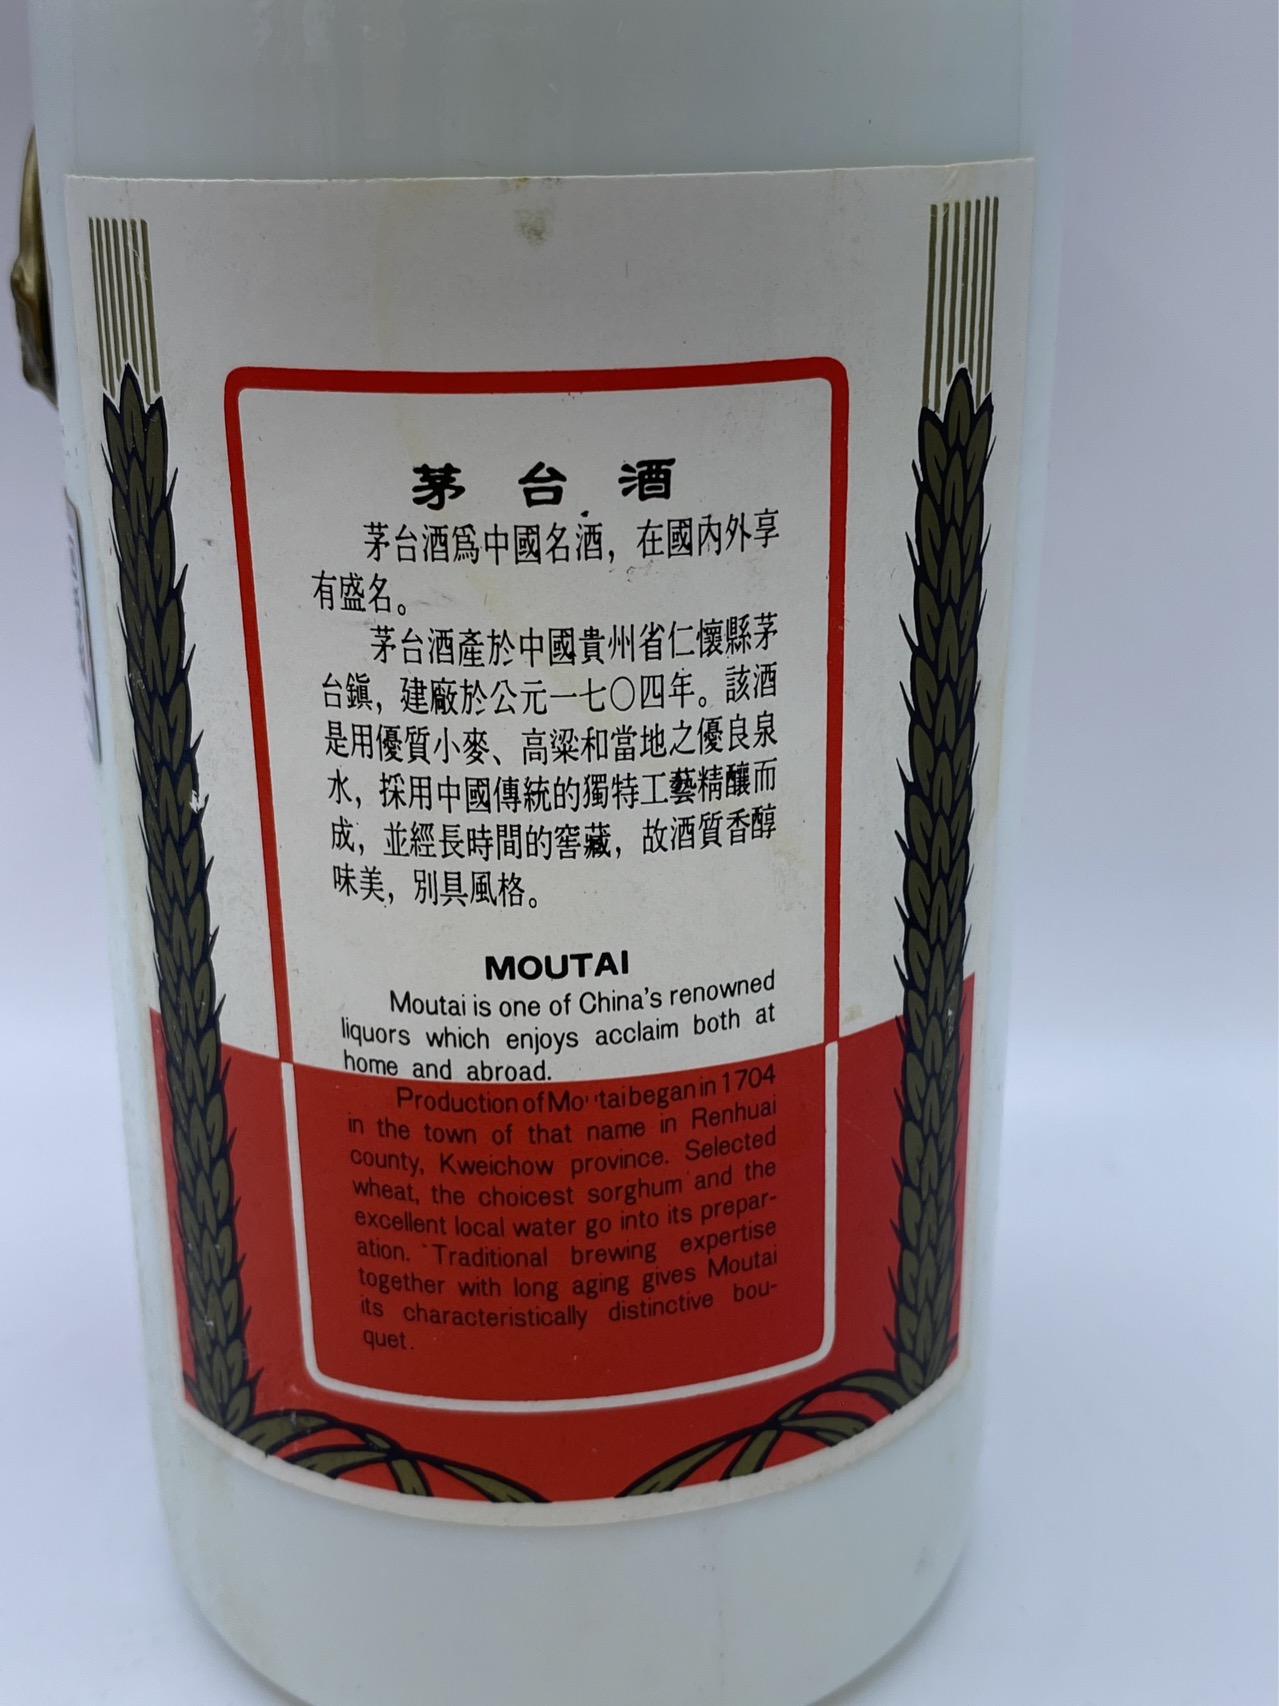 茅台酒
茅台酒爲中國名酒，在國內外享
有盛名。
茅台酒產於中國貴州省仁懷縣茅
台鎭，建廠於公元一七〇四年。該酒
是用優質小麥、高粱和當地之優良泉
水，採用中國傳統的獨特工藝精釀而
成，並經長時間的窖藏，故酒質香醇
味美，別具風格。
MOUTAI
Moutai is one of China's renowned
liquors which enjoys acclaim both at
home and abroad.
Production of Moutai began in 1704
in the town of that name in Renhuai
county, Kweichow province. Selected
wheat, the choicest sorghum and the
excellent local water go into its prepar-
ation. Traditional brewing expertise
together with long aging gives Moutai
its characteristically distinctive bou-
quet.